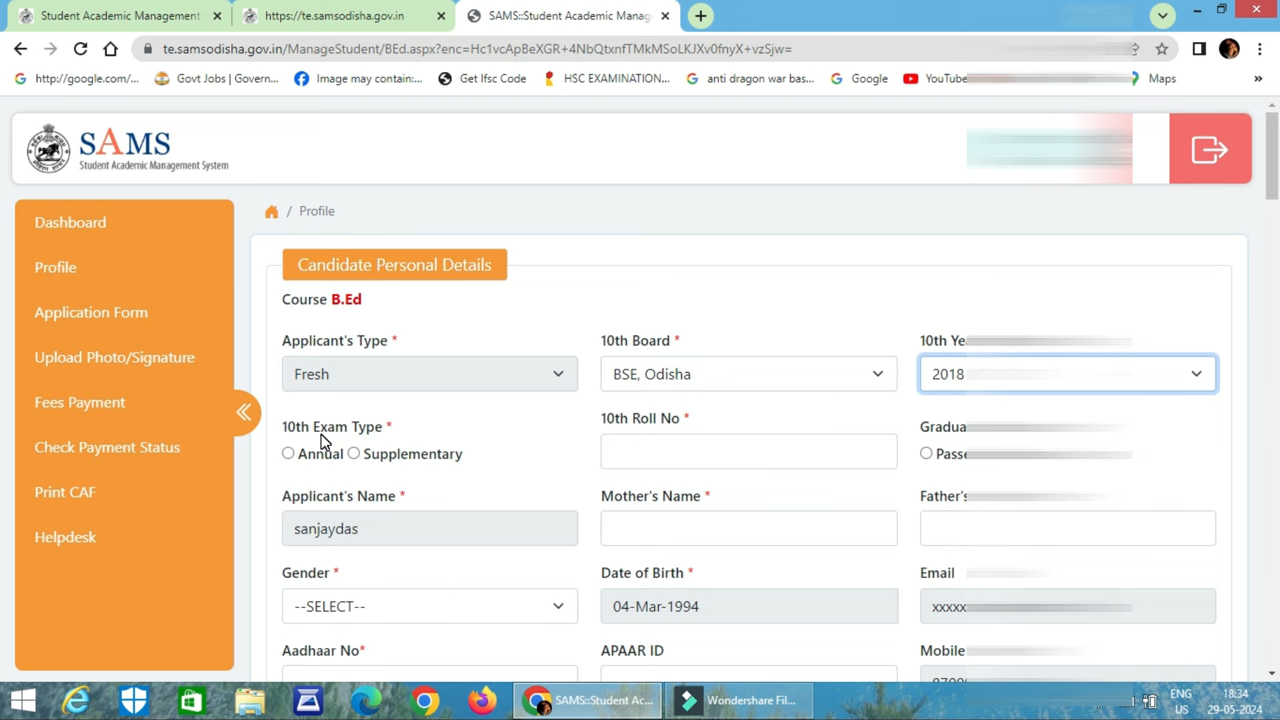 Student Academic Management
https://te.samsodisha.gov.in
SAMS::Student Academic Manag
te.samsodisha.gov.in/ManageStudent/BEd.aspx?enc=Hc1vcApBeXGR+4NbQtxnfTMkMSoLKJXv0fnyX+vzSjw=
http://google.com/...
Govt Jobs | Govern...
Image may contain:...
Get Ifsc Code
HSC EXAMINATION...
anti dragon war bas...
Google
YouTube
Maps
SAMS
Student Academic Management System
Dashboard
Profile
Application Form
Upload Photo/Signature
Fees Payment
Check Payment Status
Print CAF
Helpdesk
/ Profile
Candidate Personal Details
Course B.Ed
Applicant's Type *
10th Board *
10th Ye
Fresh
BSE, Odisha
2018
10th Exam Type *
10th Roll No *
Gradua
Annual
Supplementary
Passe
Applicant's Name *
Mother's Name *
Father's
sanjaydas
Gender *
Date of Birth *
Email
--SELECT--
04-Mar-1994
xxxxx
Aadhaar No*
APAAR ID
Mobile
SAMS::Student Ac...
Wondershare Fil...
ENG
US
18:34
29-05-2024